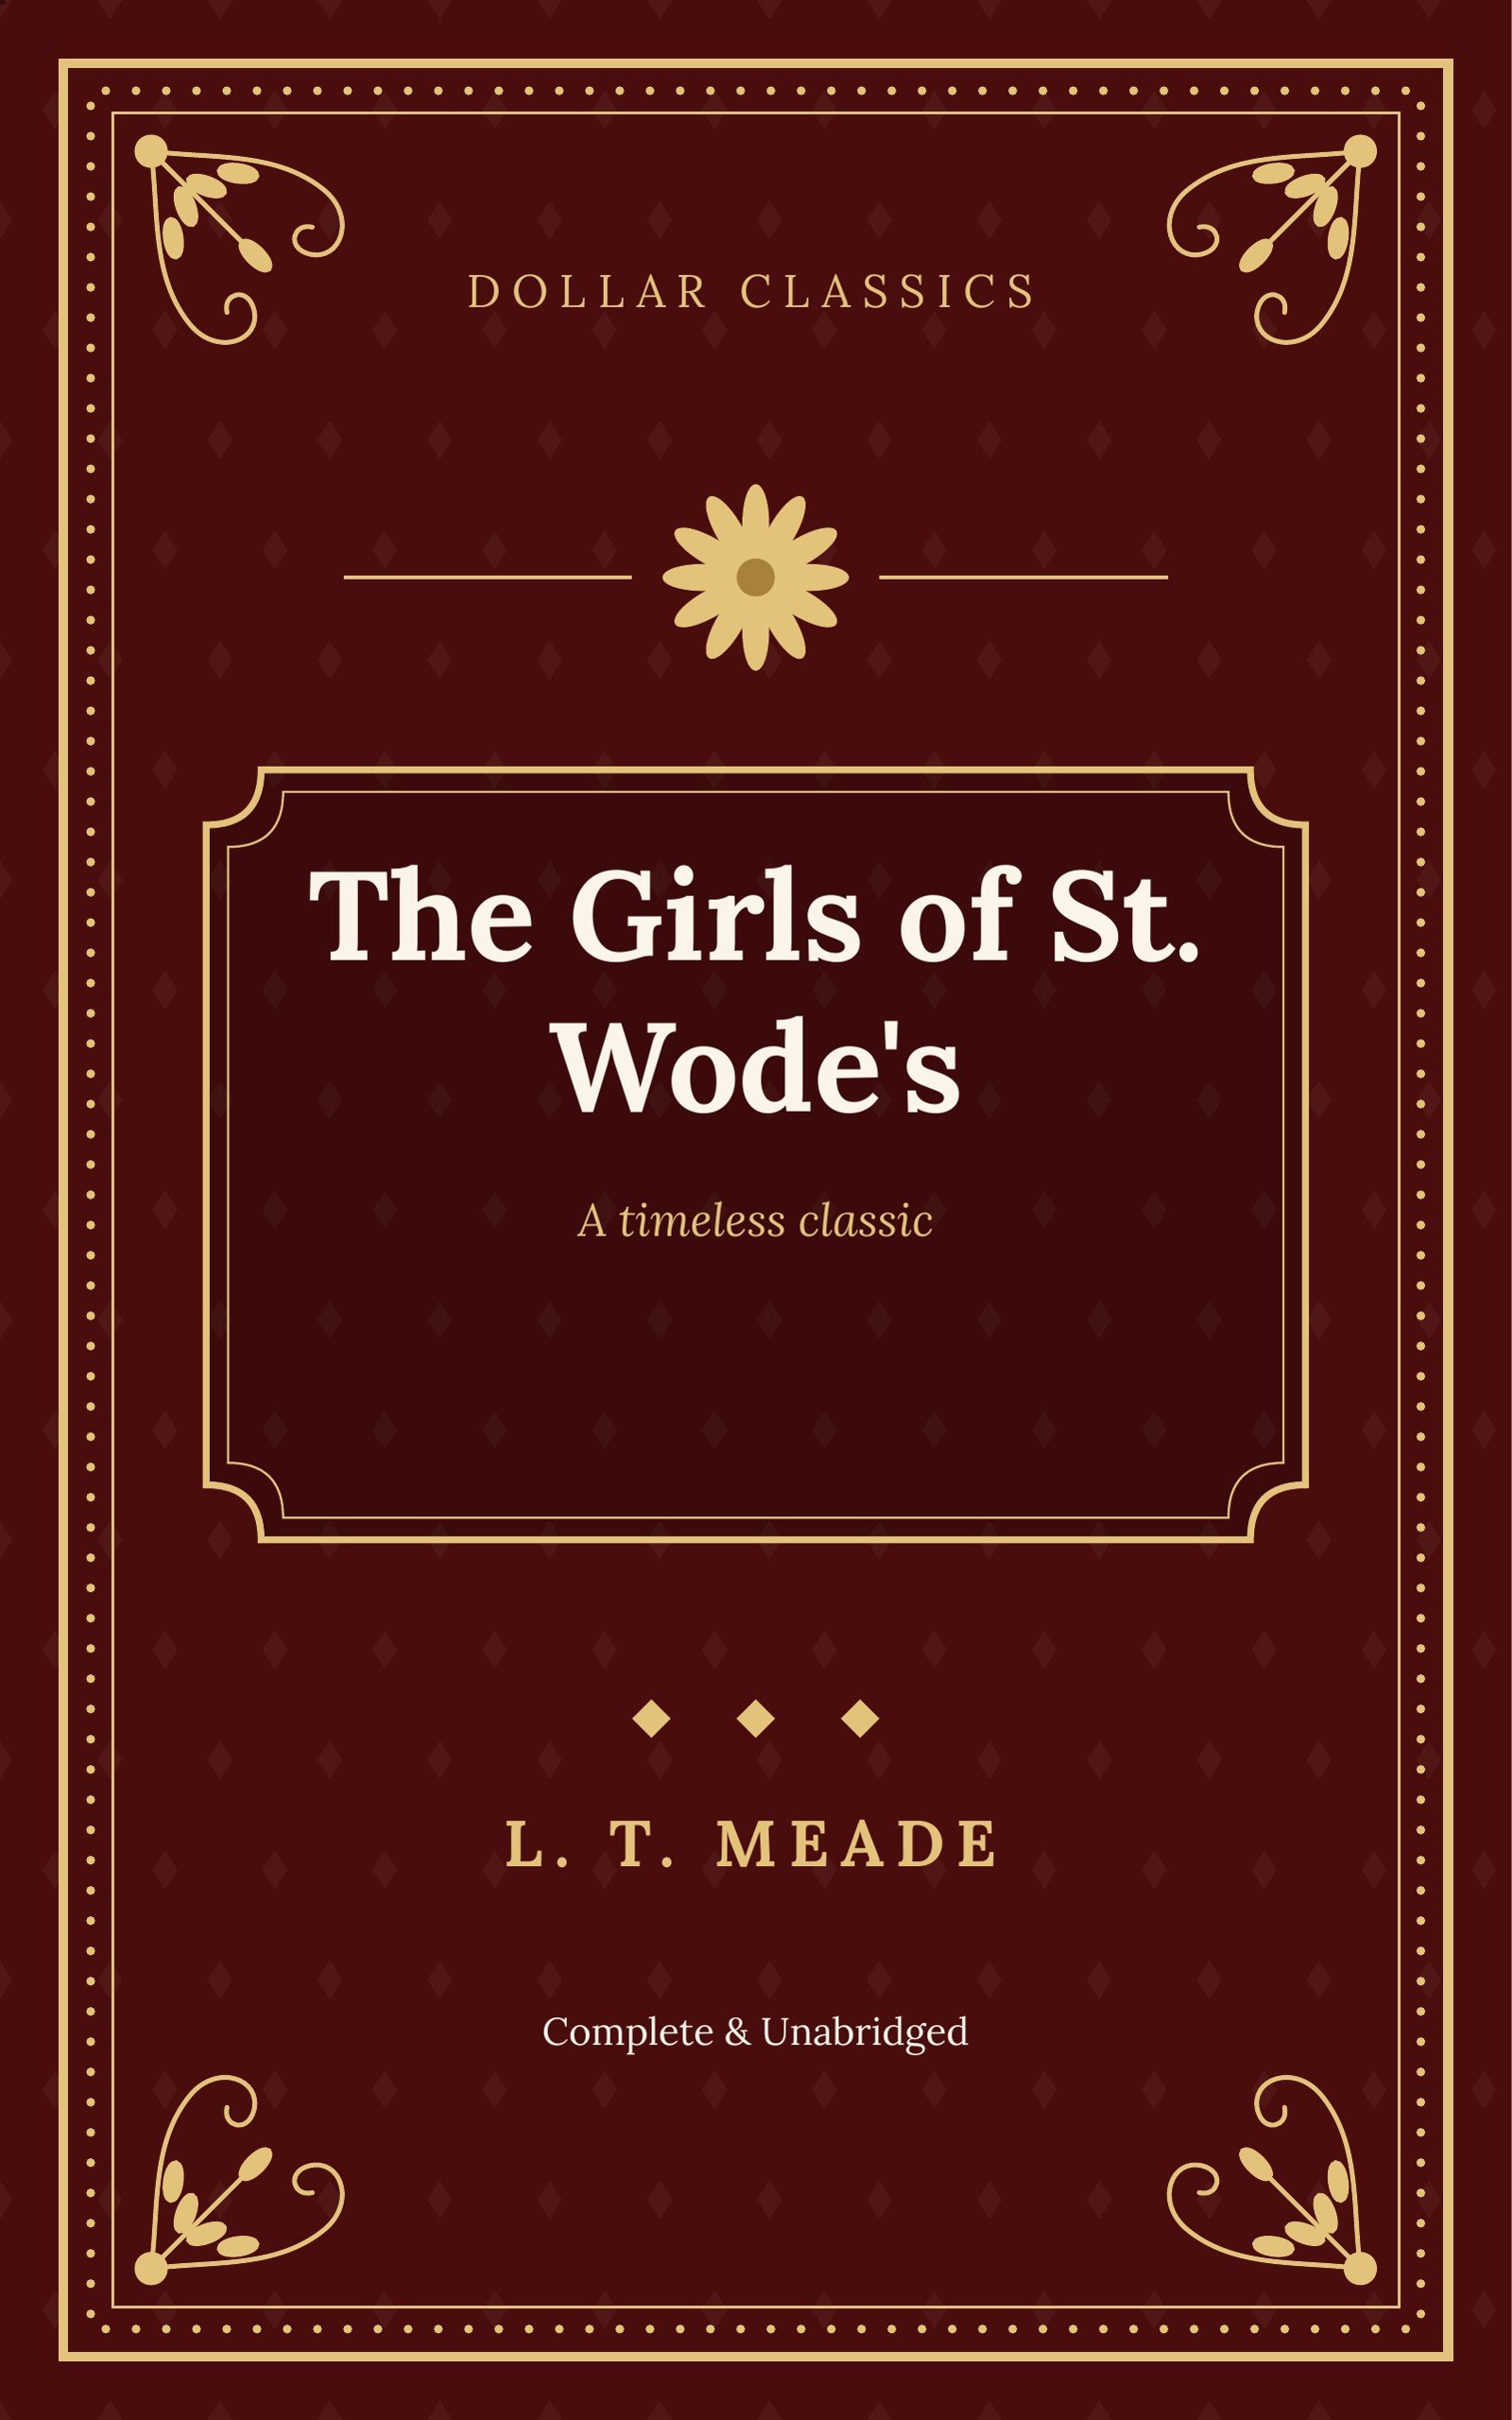 DOLLAR CLASSICS
The Girls of St.
Wode's
A timeless classic
L. T. MEADE
Complete & Unabridged